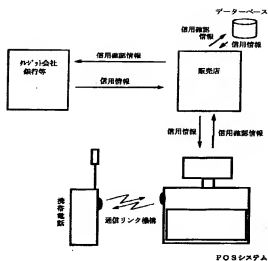 データーベース
信用確認
情報
信用情報
信用確認情報
クレジット会社
銀行等
販売店
信用情報
信用情報
信用確認情報
携帯電話
通信リンク機構
POSシステム